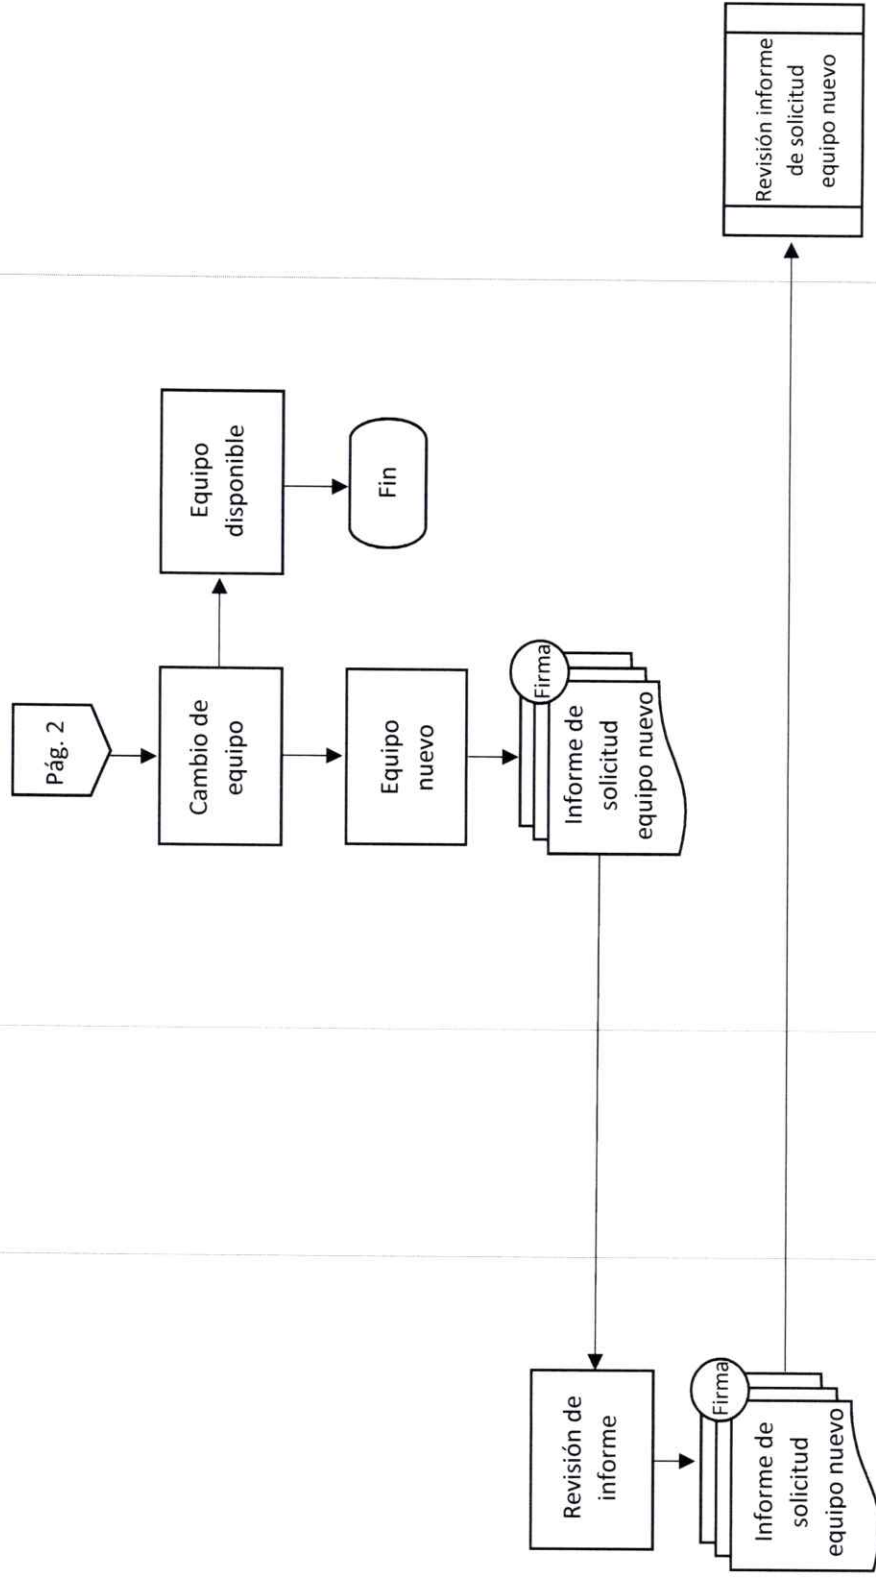 Pág. 2
Cambio de
equipo
Equipo
disponible
Fin
Equipo
nuevo
Firma
Informe de
solicitud
equipo nuevo
Revisión de
informe
Firma
Informe de
solicitud
equipo nuevo
Revisión informe
de solicitud
equipo nuevo